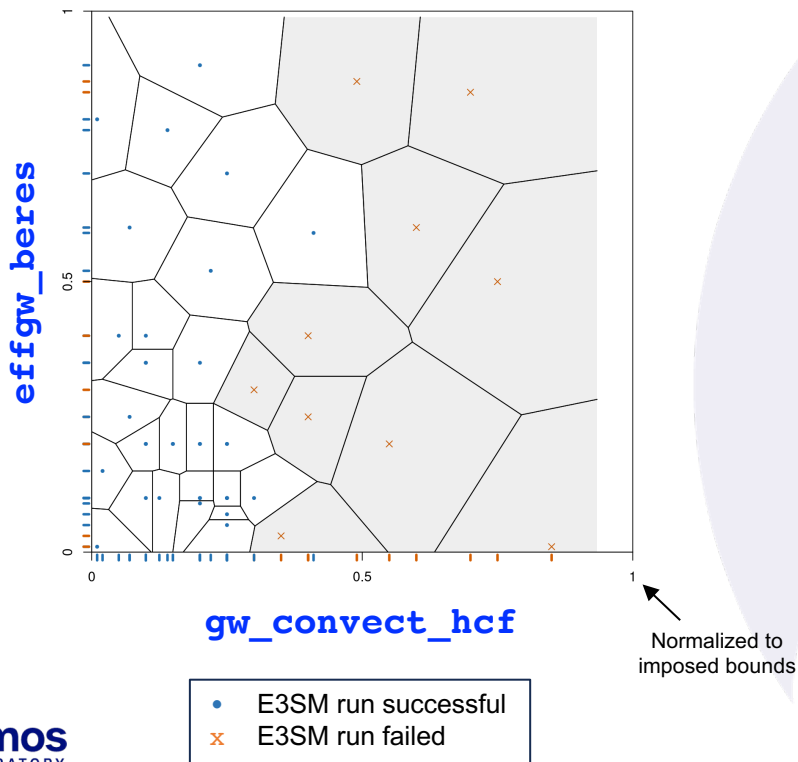 1
effgw_beres
0.5
0
0
0.5
1
gw_convect_hcf
Normalized to
imposed bounds
E3SM run successful
x E3SM run failed
mos